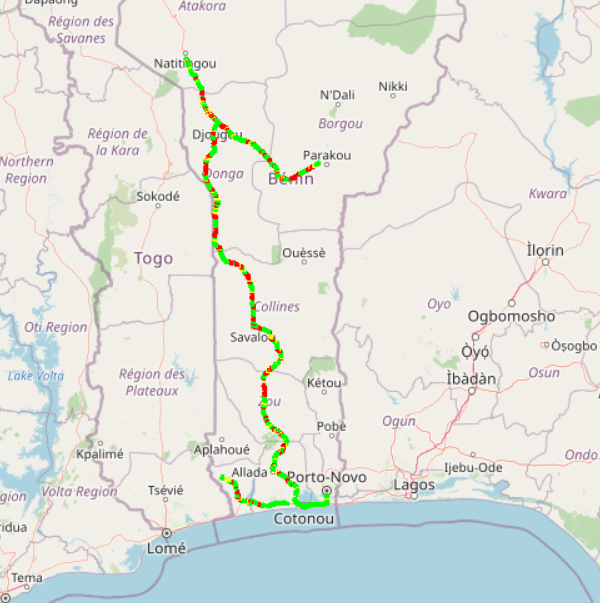 Dapaong
Atakora
Région des
Savanes
Natitingou
Nikki
N'Dali
Borgou
Djougou
Région de
la Kara
Northern
Region
Parakou
Donga
Bénin
Kwara
Sokodé
Ouèssè
Ìlorin
Togo
Collines
Oyo
Ogbomosho
Oti Region
Savalou
Òyọ́
Òṣogbo
Lake Volta
Région des
Plateaux
Kétou
Ìbàdàn
Osun
Ogun
Pobè
Aplahoué
Kpalimé
Ijebu-Ode
Ondo
Allada
Porto-Novo
Lagos
Volta Region
Tsévié
Cotonou
Lomé
Tema